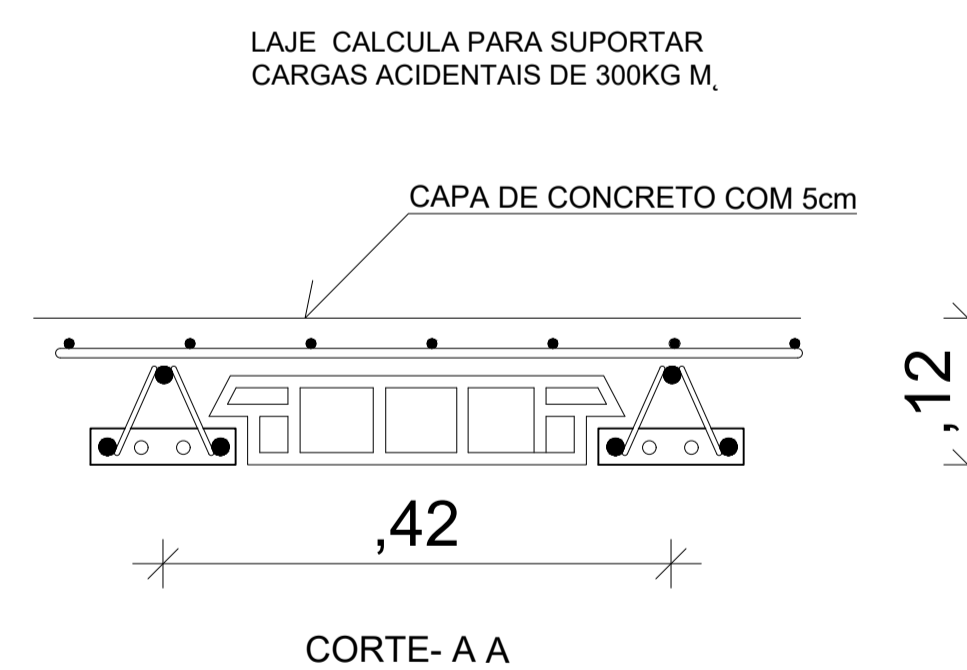 LAJE CALCULA PARA SUPORTAR
CARGAS ACIDENTAIS DE 300KG M¸
CAPA DE CONCRETO COM 5cm
,12
,42
CORTE- A A